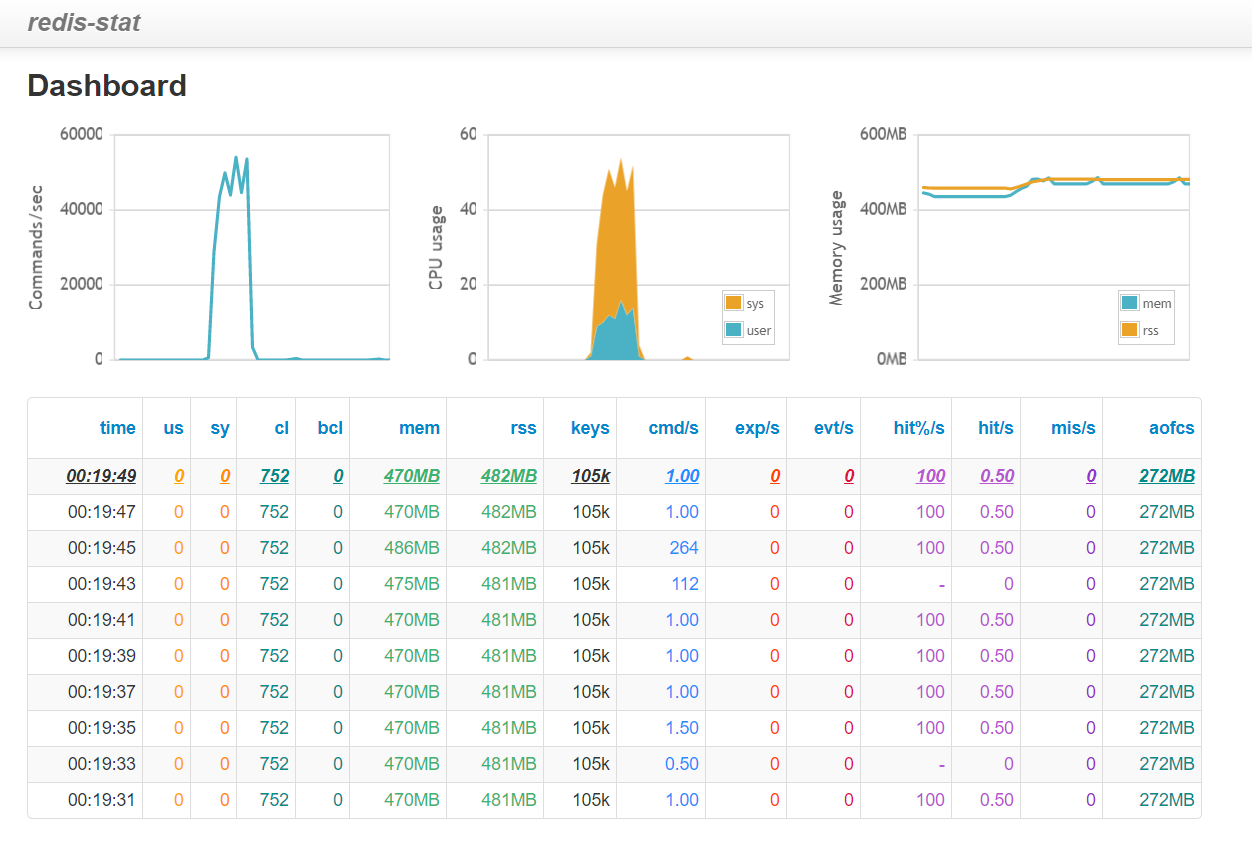 redis-stat
Dashboard
Commands/sec
60000
40000
20000
0
CPU usage
60
40
20
0
sys
user
Memory usage
600MB
400MB
200MB
0MB
mem
rss
time us sy cl bcl mem rss keys cmd/s exp/s evt/s hit%/s hit/s mis/s aofcs
00:19:49 0 0 752 0 470MB 482MB 105k 1.00 0 0 100 0.50 0 272MB
00:19:47 0 0 752 0 470MB 482MB 105k 1.00 0 0 100 0.50 0 272MB
00:19:45 0 0 752 0 486MB 482MB 105k 264 0 0 100 0.50 0 272MB
00:19:43 0 0 752 0 475MB 481MB 105k 112 0 0 - 0 0 272MB
00:19:41 0 0 752 0 470MB 481MB 105k 1.00 0 0 100 0.50 0 272MB
00:19:39 0 0 752 0 470MB 481MB 105k 1.00 0 0 100 0.50 0 272MB
00:19:37 0 0 752 0 470MB 481MB 105k 1.00 0 0 100 0.50 0 272MB
00:19:35 0 0 752 0 470MB 481MB 105k 1.50 0 0 100 0.50 0 272MB
00:19:33 0 0 752 0 470MB 481MB 105k 0.50 0 0 - 0 0 272MB
00:19:31 0 0 752 0 470MB 481MB 105k 1.00 0 0 100 0.50 0 272MB